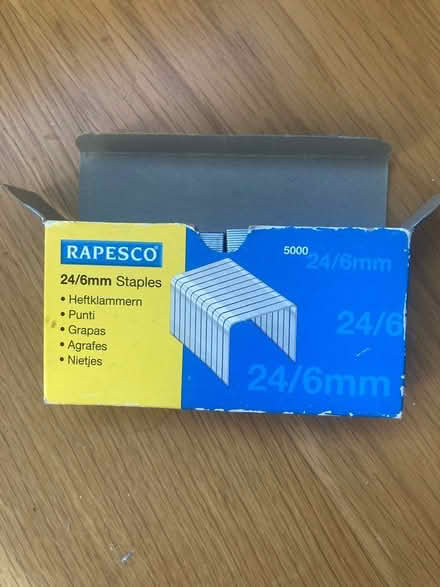 RAPESCO
24/6mm Staples
• Heftklammern
• Punti
• Grapas
• Agrafes
• Nietjes
5000
24/6mm
24/6
24/6mm